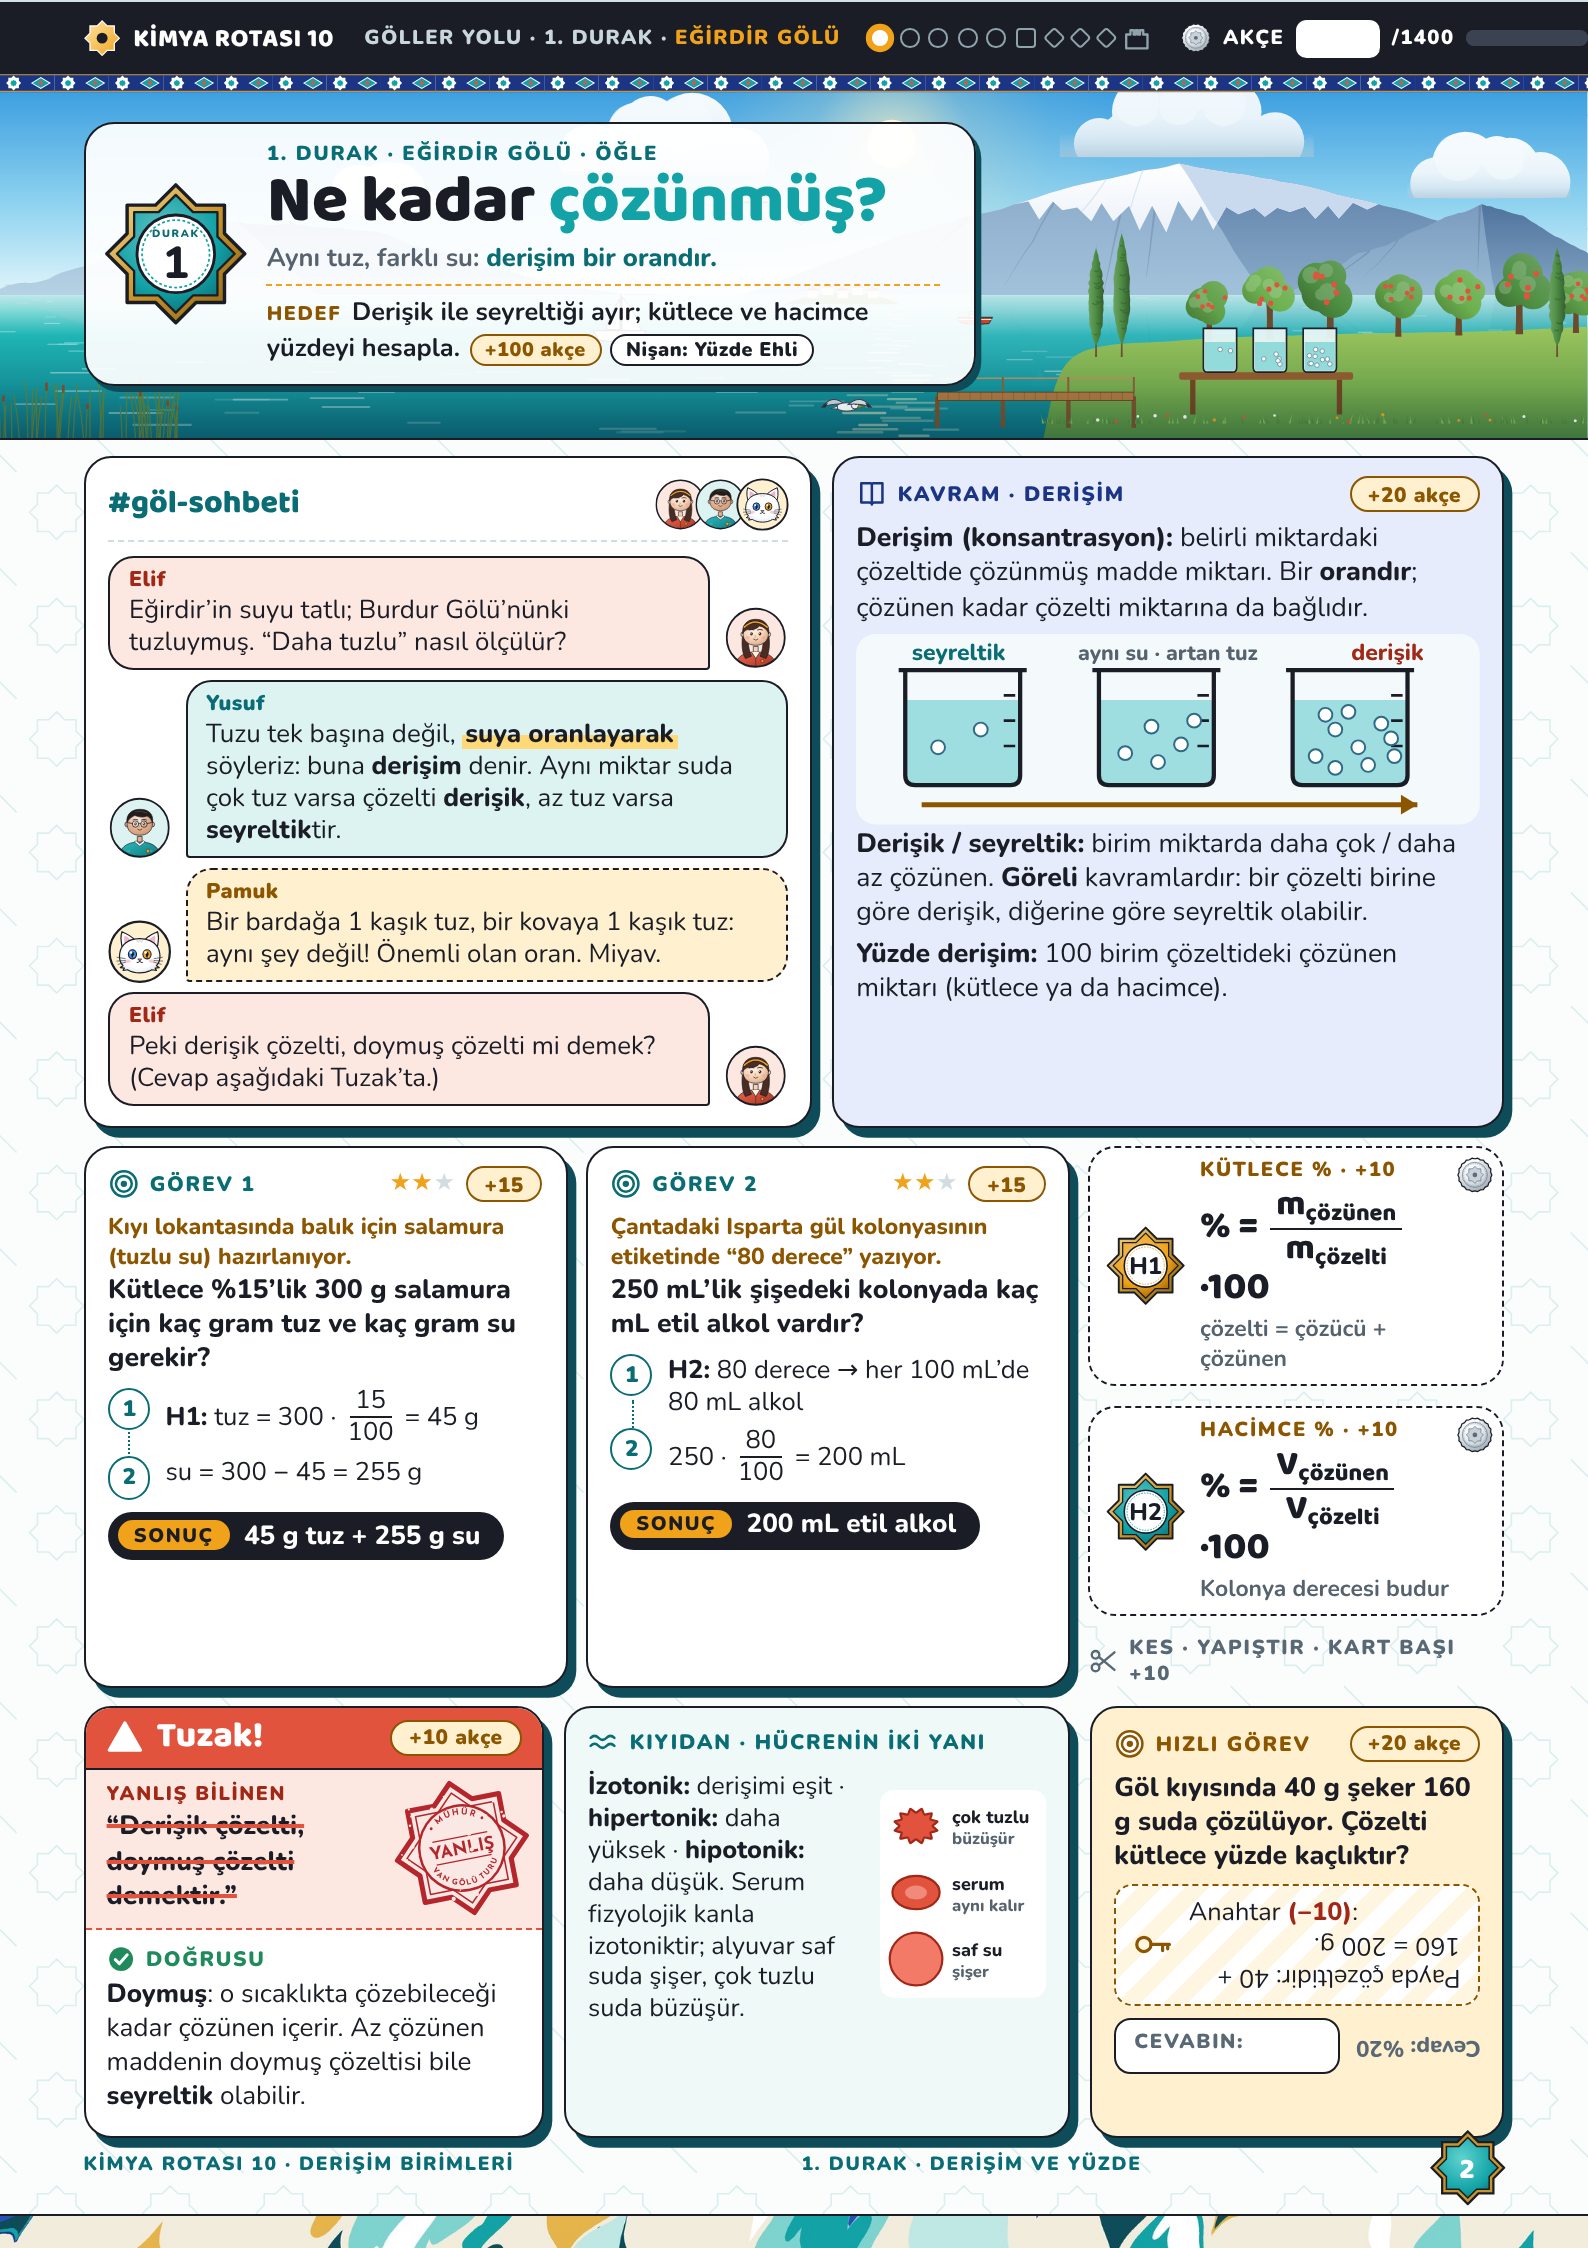 KİMYA ROTASI 10 GÖLLER YOLU · 1. DURAK · EĞİRDİR GÖLÜ AKÇE /1400
1. DURAK · EĞİRDİR GÖLÜ · ÖĞLE
Ne kadar çözünmüş?
DURAK
1
Aynı tuz, farklı su: derişim bir orandır.
HEDEF Derişik ile seyreltiği ayır; kütlece ve hacimce
yüzdeyi hesapla. +100 akçe Nişan: Yüzde Ehli
#göl-sohbeti
Elif
Eğirdir’in suyu tatlı; Burdur Gölü’nünki
tuzluymuş. “Daha tuzlu” nasıl ölçülür?
Yusuf
Tuzu tek başına değil, suya oranlayarak
söyleriz: buna derişim denir. Aynı miktar suda
çok tuz varsa çözelti derişik, az tuz varsa
seyreltiktir.
Pamuk
Bir bardağa 1 kaşık tuz, bir kovaya 1 kaşık tuz:
aynı şey değil! Önemli olan oran. Miyav.
Elif
Peki derişik çözelti, doymuş çözelti mi demek?
(Cevap aşağıdaki Tuzak’ta.)
KAVRAM · DERİŞİM +20 akçe
Derişim (konsantrasyon): belirli miktardaki
çözeltide çözünmüş madde miktarı. Bir orandır;
çözünen kadar çözelti miktarına da bağlıdır.
seyreltik aynı su · artan tuz derişik
Derişik / seyreltik: birim miktarda daha çok / daha
az çözünen. Göreli kavramlardır: bir çözelti birine
göre derişik, diğerine göre seyreltik olabilir.
Yüzde derişim: 100 birim çözeltideki çözünen
miktarı (kütlece ya da hacimce).
GÖREV 1 ★★★ +15
Kıyı lokantasında balık için salamura
(tuzlu su) hazırlanıyor.
Kütlece %15’lik 300 g salamura
için kaç gram tuz ve kaç gram su
gerekir?
1 H1: tuz = 300 · 15/100 = 45 g
2 su = 300 − 45 = 255 g
SONUÇ 45 g tuz + 255 g su
GÖREV 2 ★★★ +15
Çantadaki Isparta gül kolonyasının
etiketinde “80 derece” yazıyor.
250 mL’lik şişedeki kolonyada kaç
mL etil alkol vardır?
1 H2: 80 derece → her 100 mL’de
80 mL alkol
2 250 · 80/100 = 200 mL
SONUÇ 200 mL etil alkol
KÜTLECE % · +10
H1
% = mçözünen/mçözelti
·100
çözelti = çözücü +
çözünen
HACİMCE % · +10
H2
% = Vçözünen/Vçözelti
·100
Kolonya derecesi budur
KES · YAPIŞTIR · KART BAŞI
+10
Tuzak! +10 akçe
YANLIŞ BİLİNEN
“Derişik çözelti,
doymuş çözelti
demektir.”
MÜHÜR
YANLIŞ
VAN GÖLÜ TURU
DOĞRUSU
Doymuş: o sıcaklıkta çözebileceği
kadar çözünen içerir. Az çözünen
maddenin doymuş çözeltisi bile
seyreltik olabilir.
KIYIDAN · HÜCRENİN İKİ YANI
İzotonik: derişimi eşit ·
hipertonik: daha
yüksek · hipotonik:
daha düşük. Serum
fizyolojik kanla
izotoniktir; alyuvar saf
suda şişer, çok tuzlu
suda büzüşür.
çok tuzlu
büzüşür
serum
aynı kalır
saf su
şişer
HIZLI GÖREV +20 akçe
Göl kıyısında 40 g şeker 160
g suda çözülüyor. Çözelti
kütlece yüzde kaçlıktır?
Anahtar (−10):
Payda çözeltidir: 40 +
160 = 200 g.
CEVABIN:
Cevap: %20
KİMYA ROTASI 10 · DERİŞİM BİRİMLERİ
1. DURAK · DERİŞİM VE YÜZDE
2